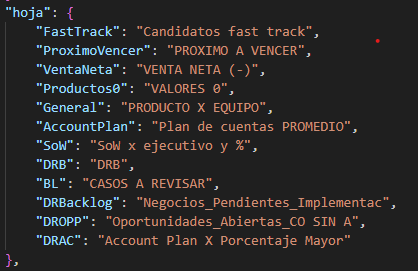 "hoja": {
"FastTrack": "Candidatos fast track",
"ProximoVencer": "PROXIMO A VENCER",
"VentaNeta": "VENTA NETA (-)",
"Productos0": "VALORES 0",
"General": "PRODUCTO X EQUIPO",
"AccountPlan": "Plan de cuentas PROMEDIO",
"SoW": "SoW x ejecutivo y %",
"DRB": "DRB",
"BL": "CASOS A REVISAR",
"DRBacklog": "Negocios_Pendientes_Implementac",
"DROPP": "Oportunidades_Abiertas_CO SIN A",
"DRAC": "Account Plan X Porcentaje Mayor"
},